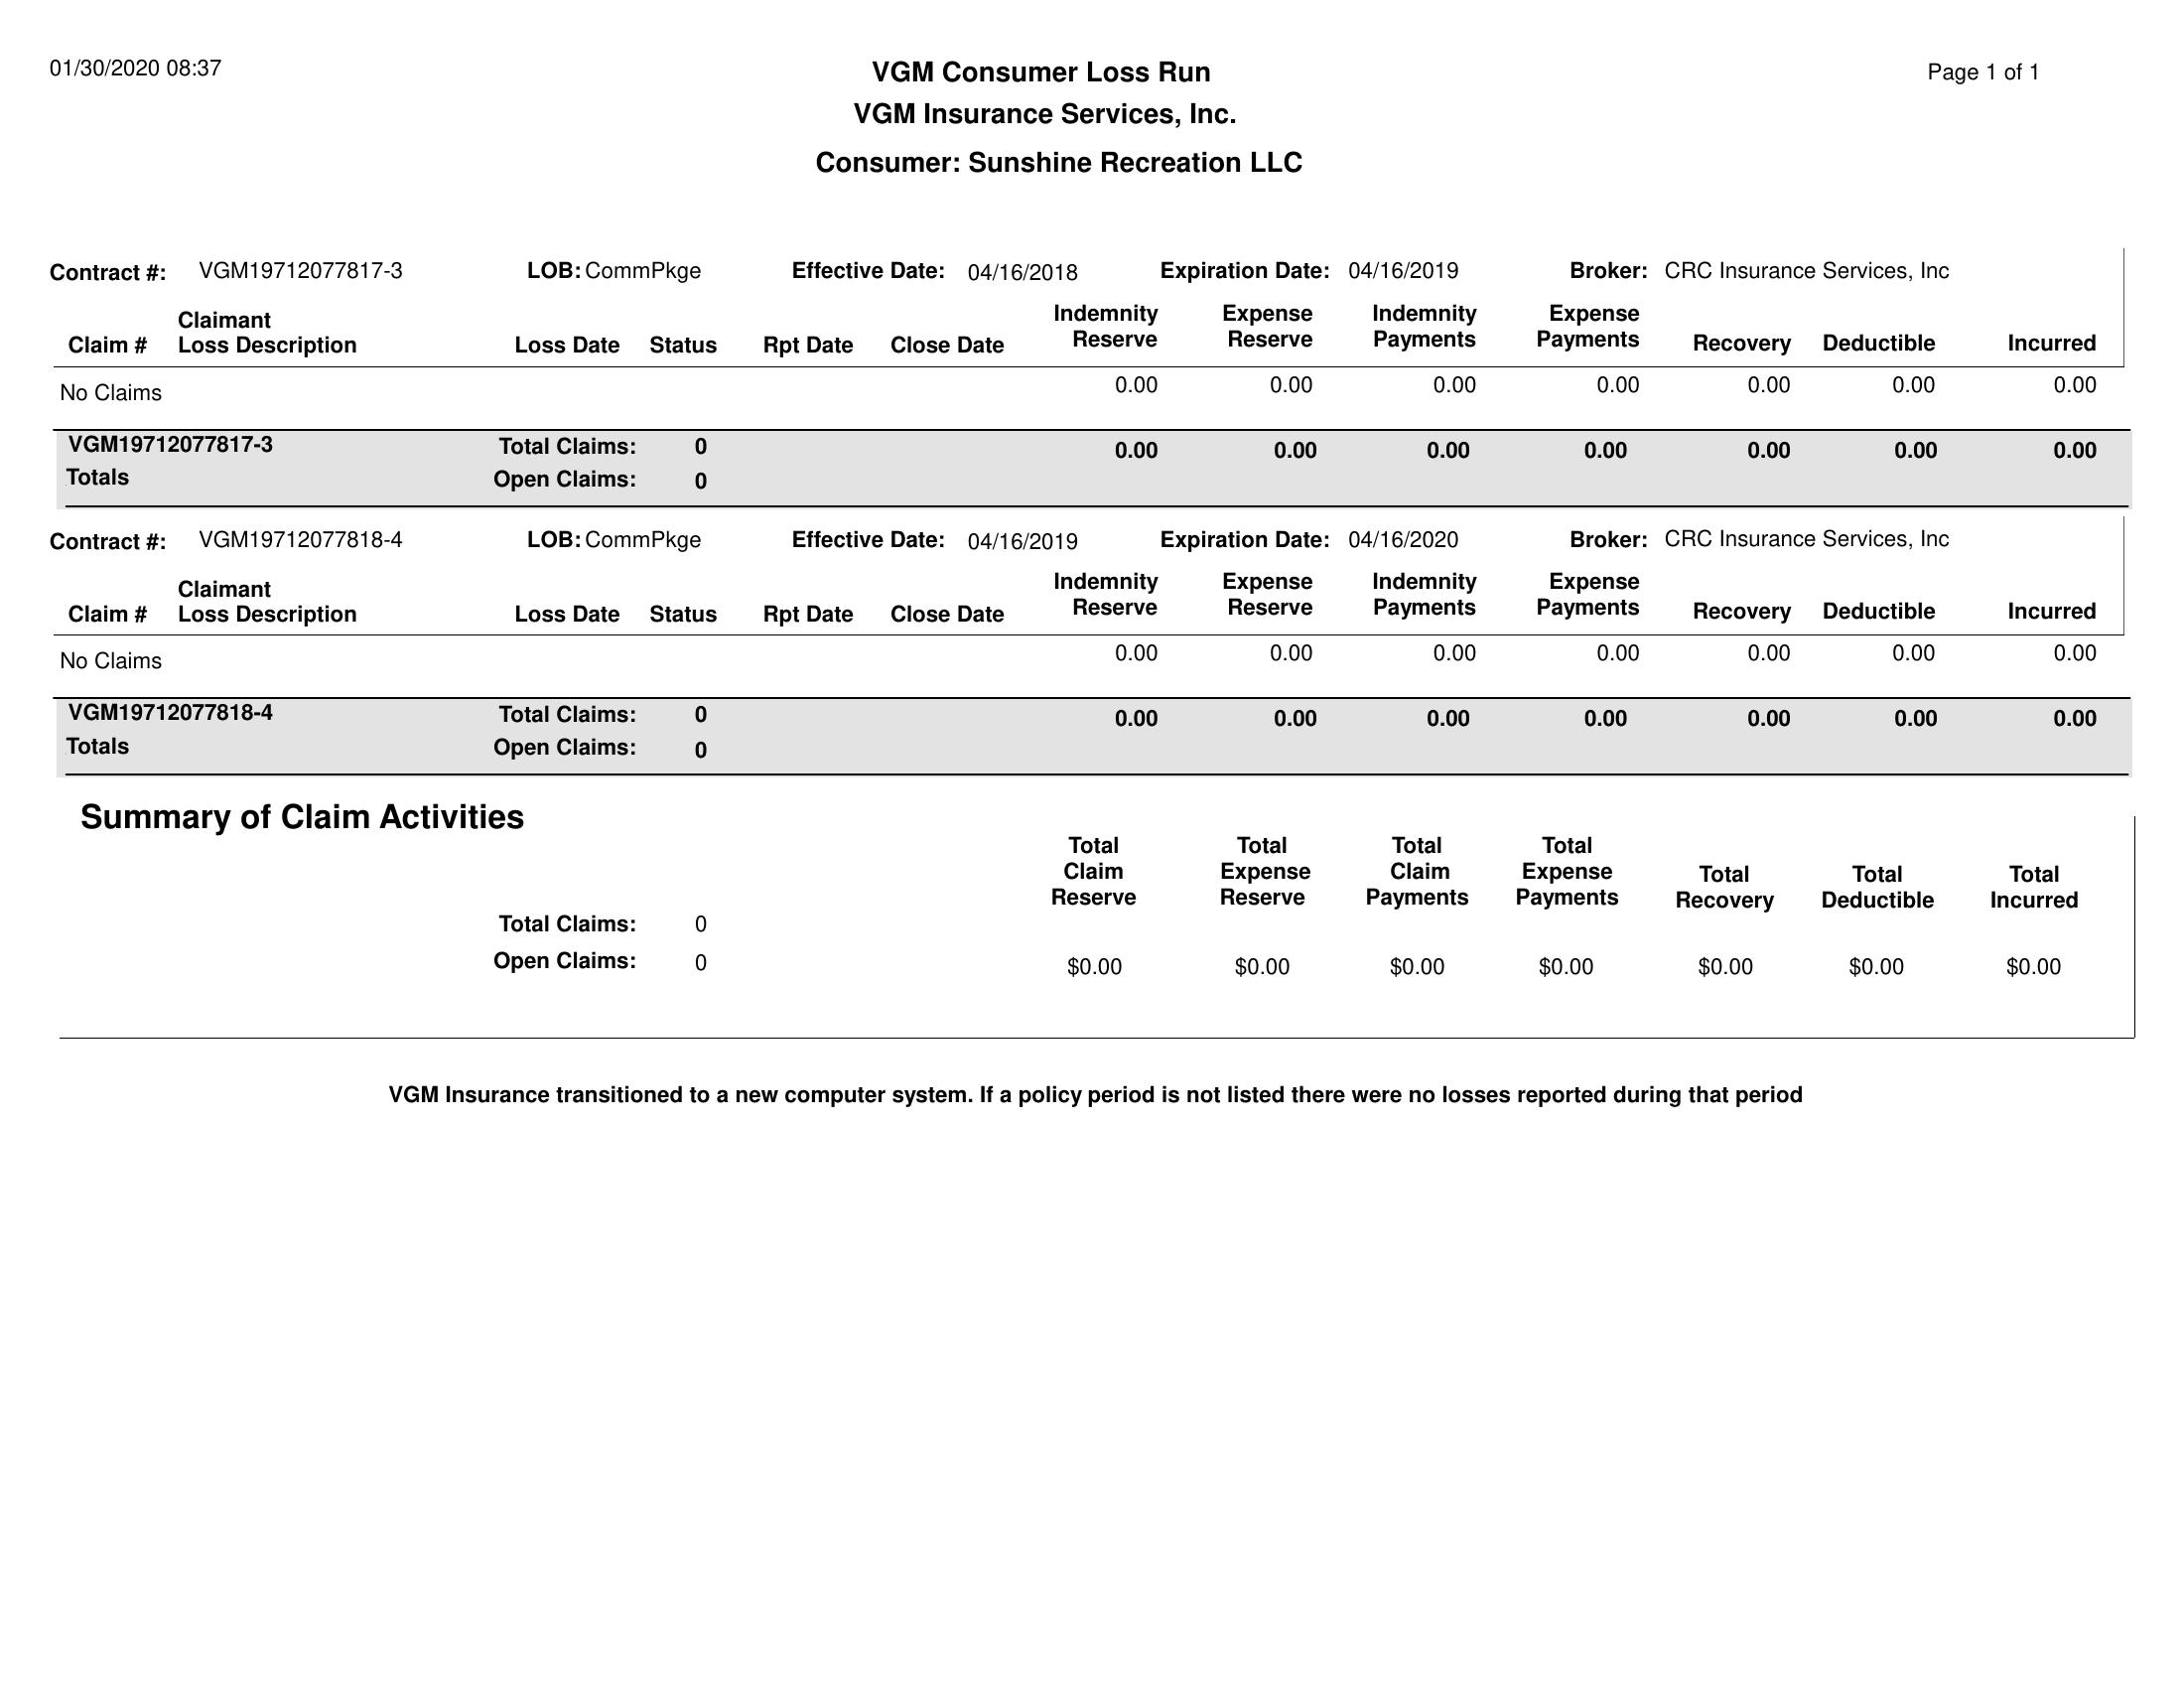 01/30/2020 08:37
VGM Consumer Loss Run
Page 1 of 1
VGM Insurance Services, Inc.
Consumer: Sunshine Recreation LLC
Contract #: VGM19712077817-3 LOB: CommPkge Effective Date: 04/16/2018 Expiration Date: 04/16/2019 Broker: CRC Insurance Services, Inc
Claimant Indemnity Expense Indemnity Expense
Claim # Loss Description Loss Date Status Rpt Date Close Date Reserve Reserve Payments Payments Recovery Deductible Incurred
No Claims 0.00 0.00 0.00 0.00 0.00 0.00 0.00
VGM19712077817-3 Total Claims: 0 0.00 0.00 0.00 0.00 0.00 0.00 0.00
Totals Open Claims: 0
Contract #: VGM19712077818-4 LOB: CommPkge Effective Date: 04/16/2019 Expiration Date: 04/16/2020 Broker: CRC Insurance Services, Inc
Claimant Indemnity Expense Indemnity Expense
Claim # Loss Description Loss Date Status Rpt Date Close Date Reserve Reserve Payments Payments Recovery Deductible Incurred
No Claims 0.00 0.00 0.00 0.00 0.00 0.00 0.00
VGM19712077818-4 Total Claims: 0 0.00 0.00 0.00 0.00 0.00 0.00 0.00
Totals Open Claims: 0
Summary of Claim Activities
Total Total Total Total
Claim Expense Claim Expense Total Total Total
Reserve Reserve Payments Payments Recovery Deductible Incurred
Total Claims: 0
Open Claims: 0 $0.00 $0.00 $0.00 $0.00 $0.00 $0.00 $0.00
VGM Insurance transitioned to a new computer system. If a policy period is not listed there were no losses reported during that period